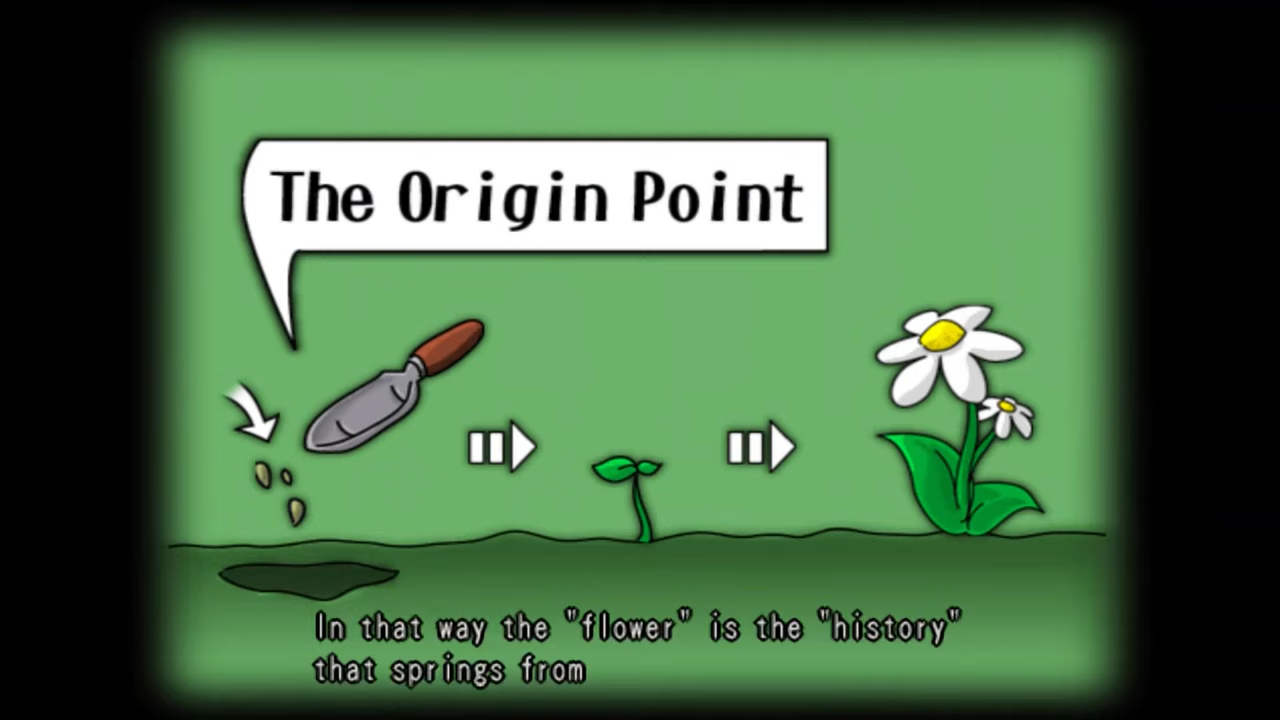 The Origin Point
In that way the "flower" is the "history"
that springs from